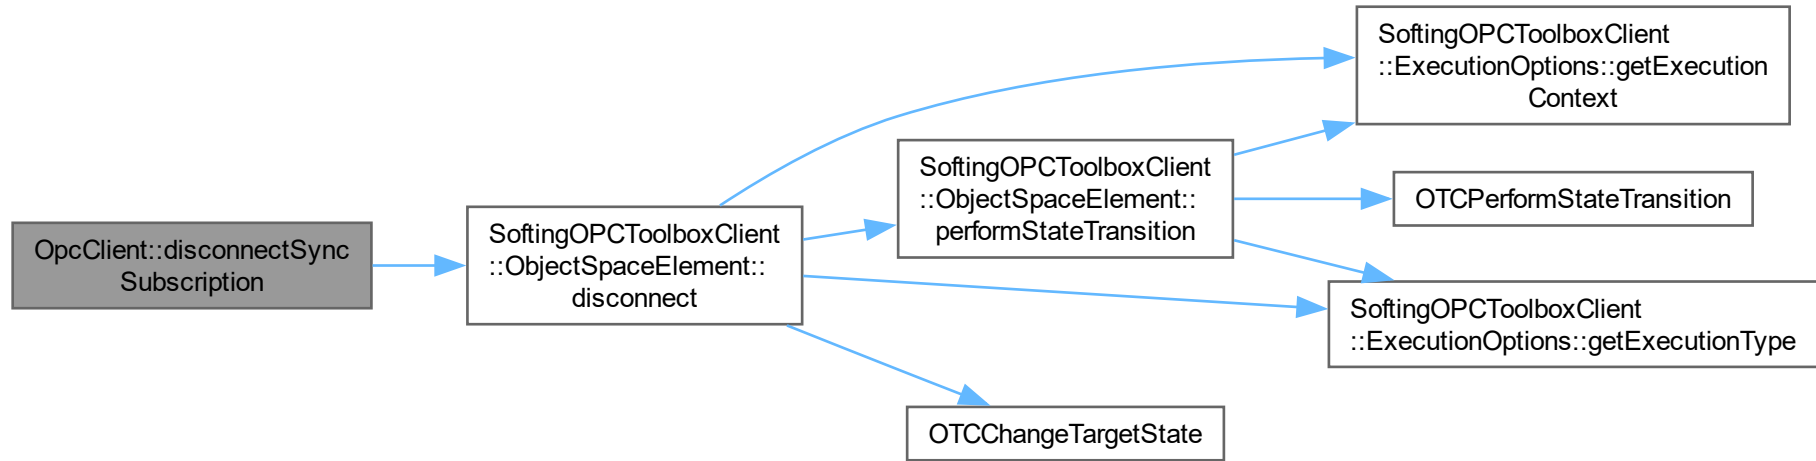 OpcClient::disconnectSync
Subscription
SoftingOPCToolboxClient
::ObjectSpaceElement::
disconnect
SoftingOPCToolboxClient
::ObjectSpaceElement::
performStateTransition
SoftingOPCToolboxClient
::ExecutionOptions::getExecution
Context
OTCPerformStateTransition
SoftingOPCToolboxClient
::ExecutionOptions::getExecutionType
OTCChangeTargetState